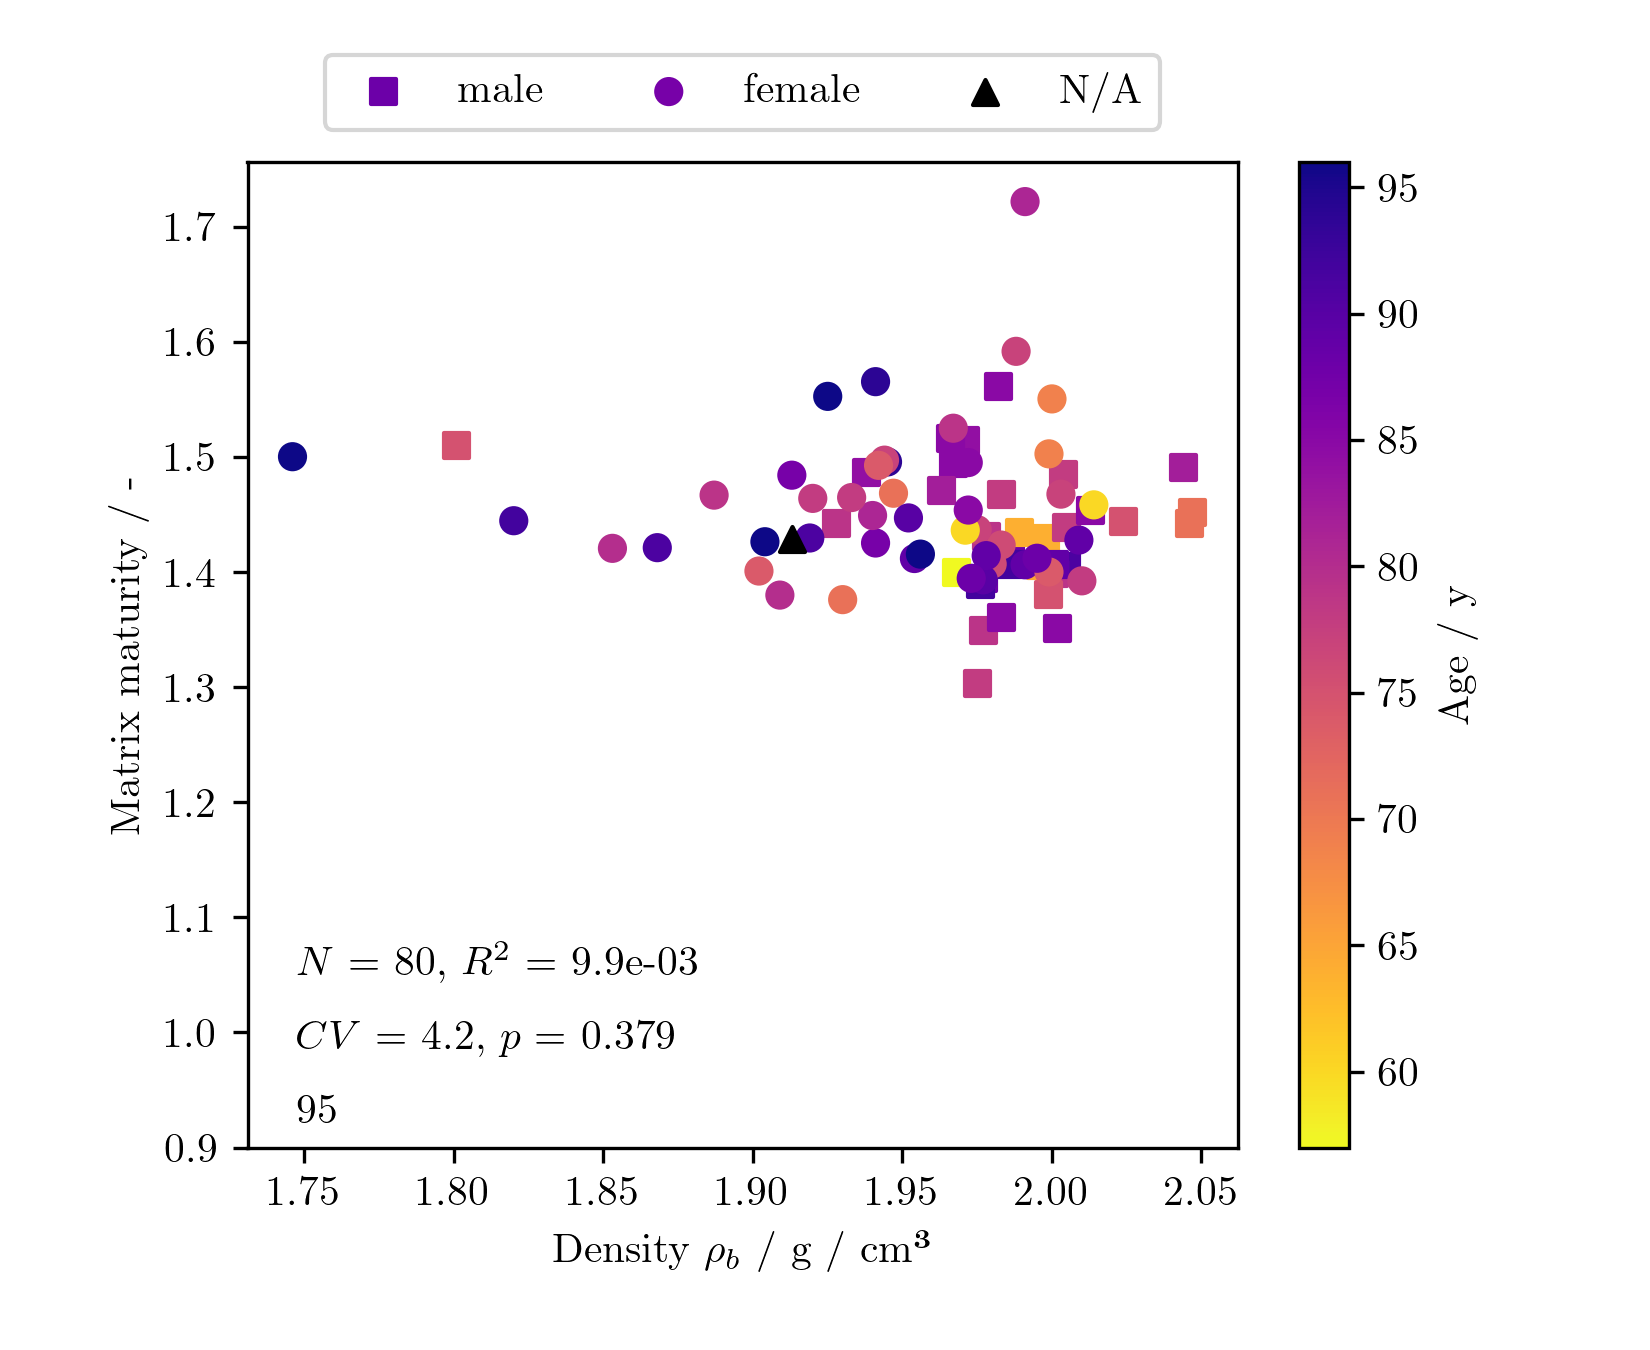 male female N/A
1.7
1.6
1.5
1.4
1.3
1.2
1.1
1.0
0.9
Matrix maturity / -
N = 80, R² = 9.9e-03
CV = 4.2, p = 0.379
95
1.75 1.80 1.85 1.90 1.95 2.00 2.05
Density ρ_b / g / cm³
95
90
85
80
75
70
65
60
Age / y